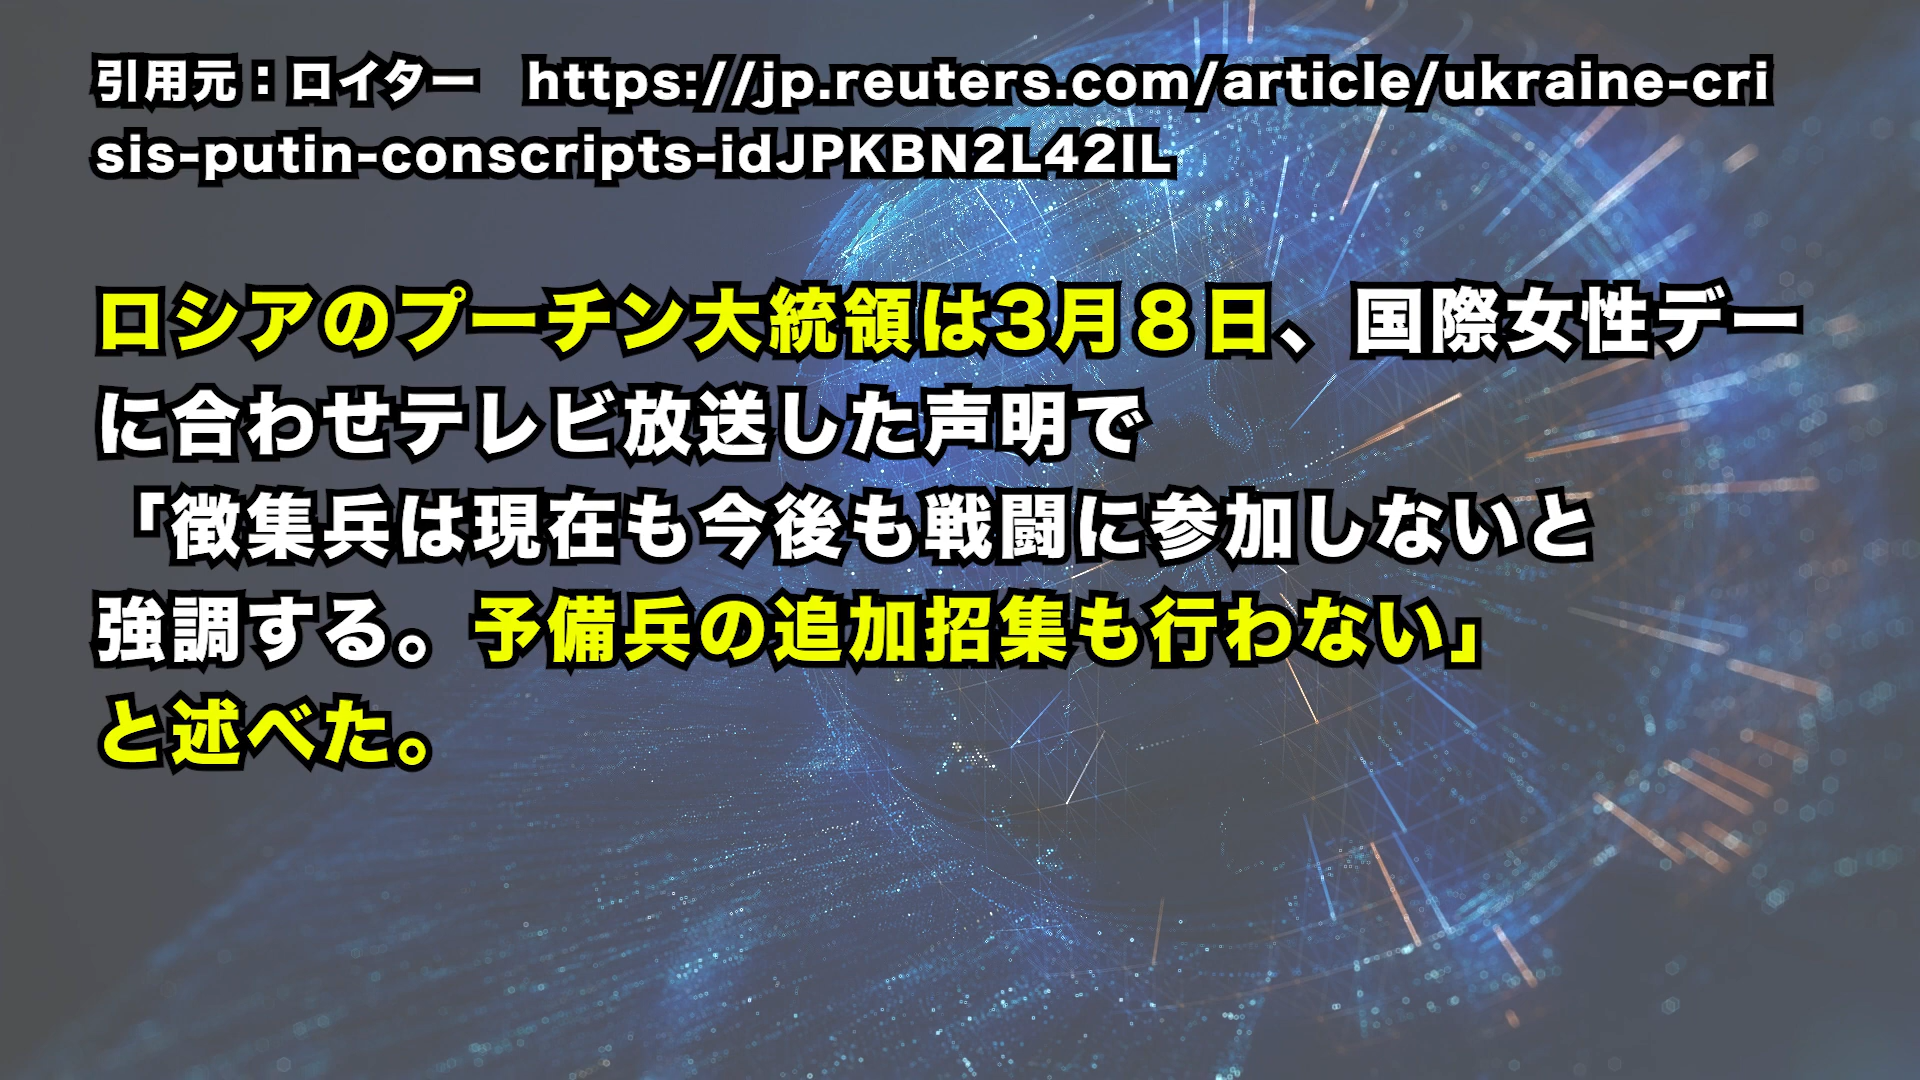 引用元：ロイター　https://jp.reuters.com/article/ukraine-cri
sis-putin-conscripts-idJPKBN2L42IL
ロシアのプーチン大統領は3月８日、国際女性デー
に合わせテレビ放送した声明で
「徴集兵は現在も今後も戦闘に参加しないと
強調する。予備兵の追加招集も行わない」
と述べた。